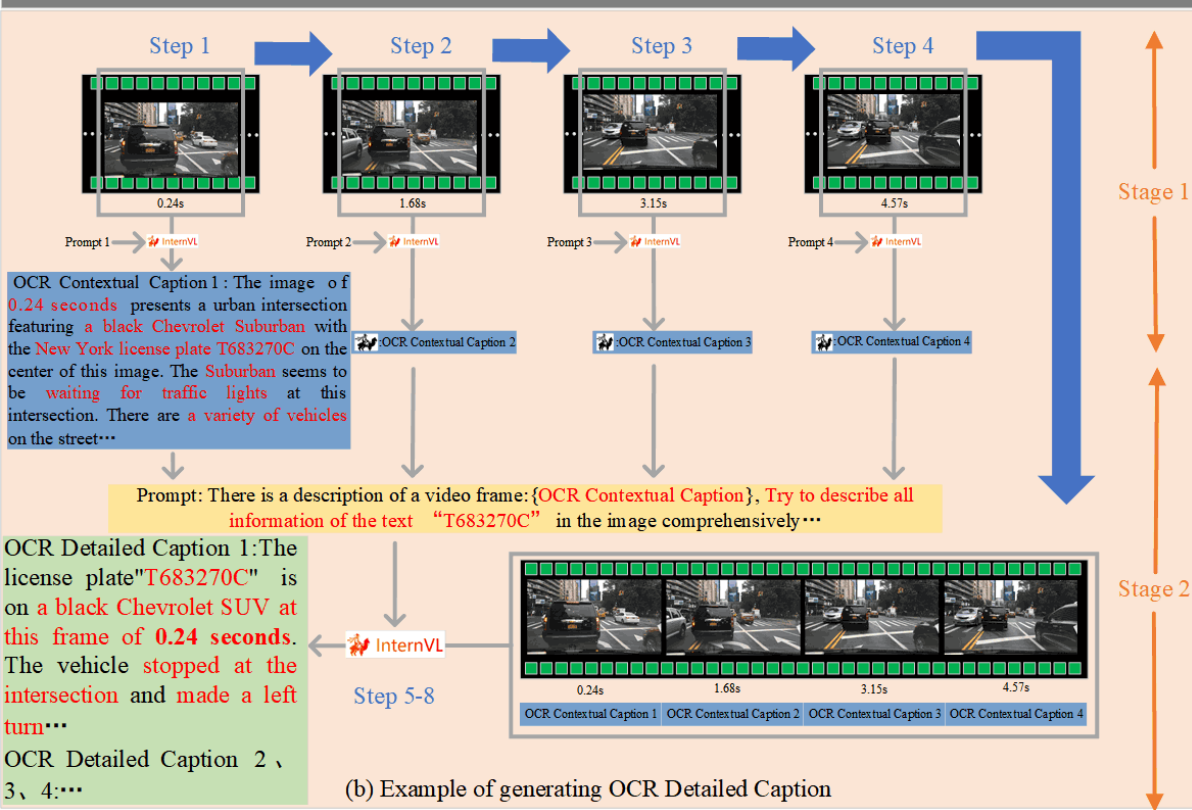 Step 1
Step 2
Step 3
Step 4
0.24s
1.68s
3.15s
4.57s
Stage 1
Prompt 1
InternVL
Prompt 2
InternVL
Prompt 3
InternVL
Prompt 4
InternVL
OCR Contextual Caption 1: The image of
0.24 seconds presents a urban intersection
featuring a black Chevrolet Suburban with
the New York license plate T683270C on the
center of this image. The Suburban seems to
be waiting for traffic lights at this
intersection. There are a variety of vehicles
on the street…
:OCR Contextual Caption 2
:OCR Contextual Caption 3
:OCR Contextual Caption 4
Prompt: There is a description of a video frame:{OCR Contextual Caption}, Try to describe all
information of the text “T683270C” in the image comprehensively…
OCR Detailed Caption 1:The
license plate"T683270C" is
on a black Chevrolet SUV at
this frame of 0.24 seconds.
The vehicle stopped at the
intersection and made a left
turn…
OCR Detailed Caption 2、
3、4:…
InternVL
Step 5-8
0.24s
1.68s
3.15s
4.57s
OCR Contextual Caption 1
OCR Contextual Caption 2
OCR Contextual Caption 3
OCR Contextual Caption 4
Stage 2
(b) Example of generating OCR Detailed Caption